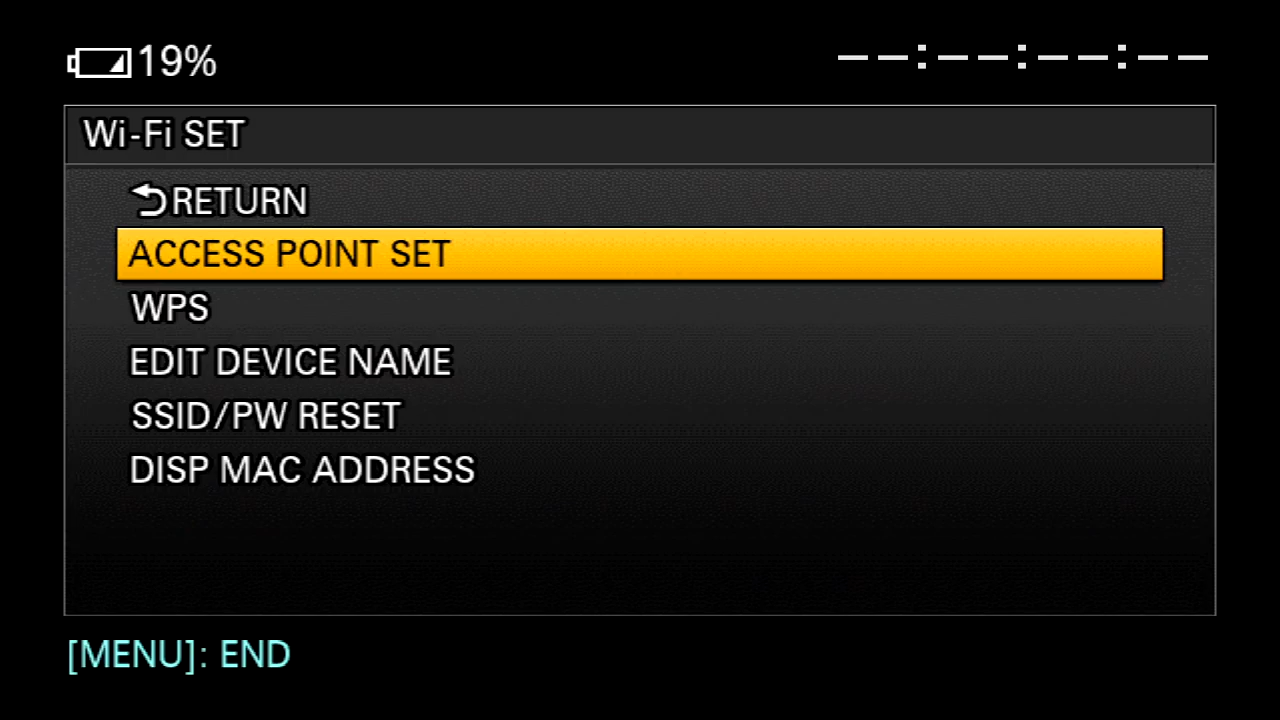 19%
--:--:--:--
Wi-Fi SET
RETURN
ACCESS POINT SET
WPS
EDIT DEVICE NAME
SSID/PW RESET
DISP MAC ADDRESS
[MENU]: END